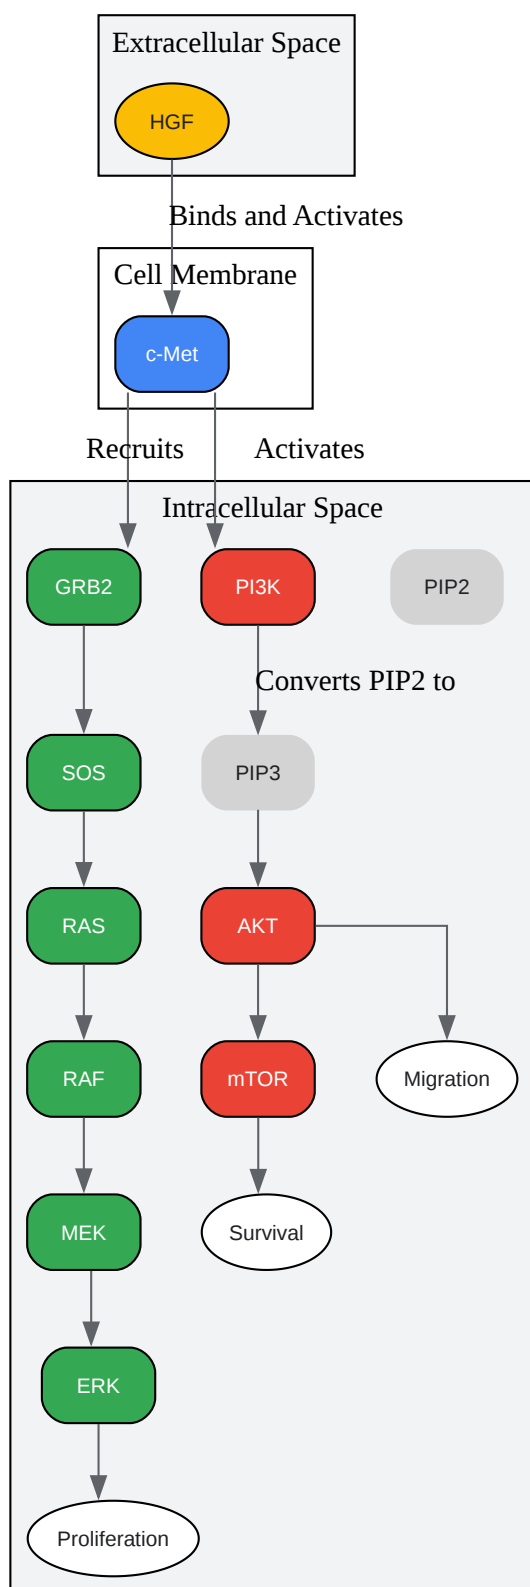 Extracellular Space
HGF
Binds and Activates
Cell Membrane
c-Met
Recruits
Activates
Intracellular Space
GRB2
PI3K
PIP2
Converts PIP2 to
SOS
PIP3
RAS
AKT
RAF
mTOR
Migration
MEK
Survival
ERK
Proliferation